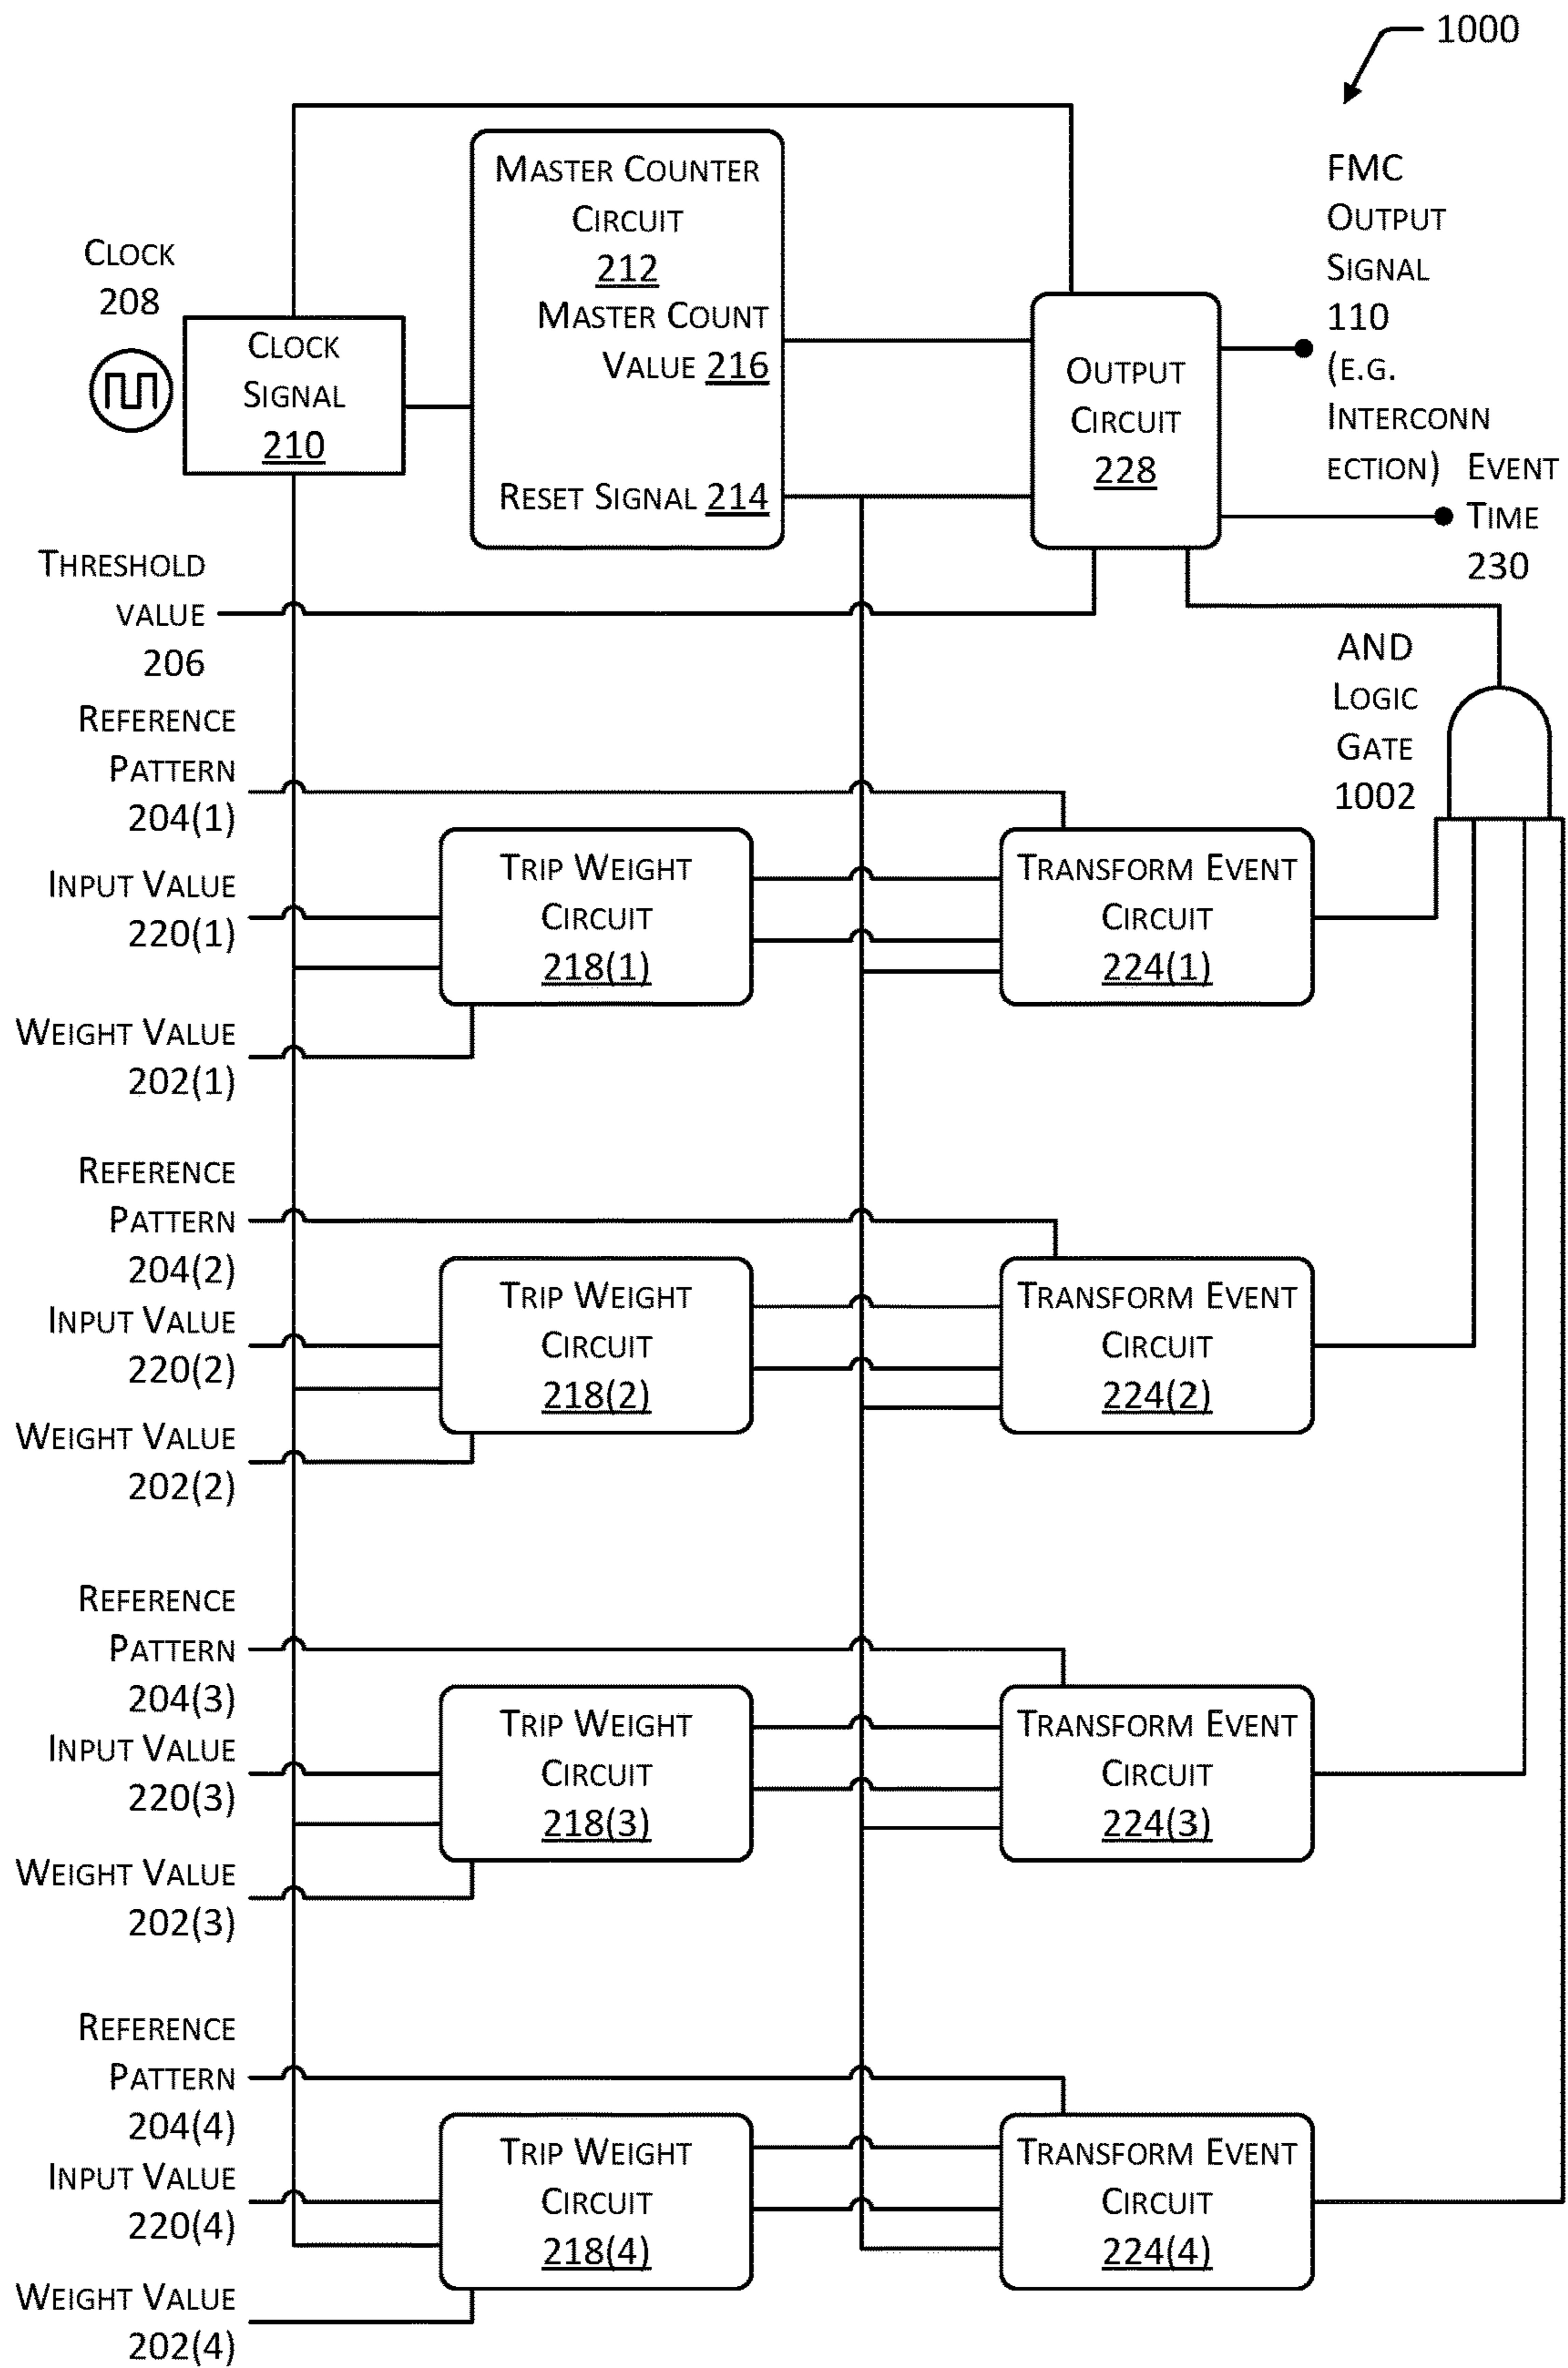 1000
MASTER COUNTER
CIRCUIT
212
MASTER COUNT
VALUE 216
RESET SIGNAL 214
CLOCK
208
CLOCK
SIGNAL
210
OUTPUT
CIRCUIT
228
FMC
OUTPUT
SIGNAL
110
(E.G.
INTERCONN
ECTION)
EVENT
TIME
230
THRESHOLD
VALUE
206
AND
LOGIC
GATE
1002
REFERENCE
PATTERN
204(1)
INPUT VALUE
220(1)
WEIGHT VALUE
202(1)
TRIP WEIGHT
CIRCUIT
218(1)
TRANSFORM EVENT
CIRCUIT
224(1)
REFERENCE
PATTERN
204(2)
INPUT VALUE
220(2)
WEIGHT VALUE
202(2)
TRIP WEIGHT
CIRCUIT
218(2)
TRANSFORM EVENT
CIRCUIT
224(2)
REFERENCE
PATTERN
204(3)
INPUT VALUE
220(3)
WEIGHT VALUE
202(3)
TRIP WEIGHT
CIRCUIT
218(3)
TRANSFORM EVENT
CIRCUIT
224(3)
REFERENCE
PATTERN
204(4)
INPUT VALUE
220(4)
WEIGHT VALUE
202(4)
TRIP WEIGHT
CIRCUIT
218(4)
TRANSFORM EVENT
CIRCUIT
224(4)